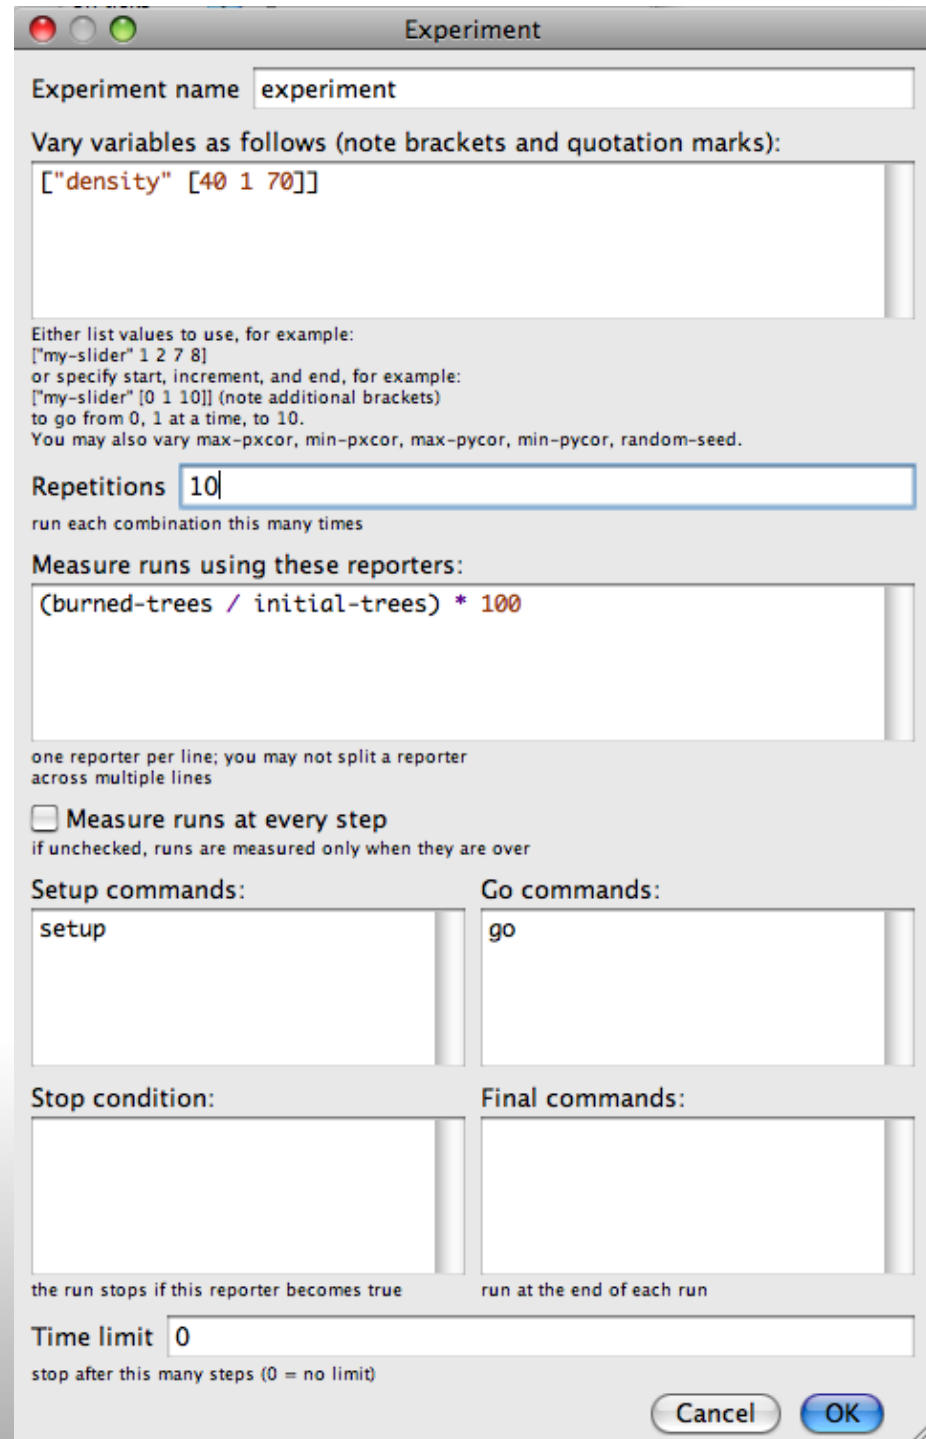 Experiment
Experiment name experiment
Vary variables as follows (note brackets and quotation marks):
["density" [40 1 70]]
Either list values to use, for example:
["my-slider" 1 2 7 8]
or specify start, increment, and end, for example:
["my-slider" [0 1 10]] (note additional brackets)
to go from 0, 1 at a time, to 10.
You may also vary max-pxcor, min-pxcor, max-pycor, min-pycor, random-seed.
Repetitions 10
run each combination this many times
Measure runs using these reporters:
(burned-trees / initial-trees) * 100
one reporter per line; you may not split a reporter
across multiple lines
Measure runs at every step
if unchecked, runs are measured only when they are over
Setup commands:
setup
Go commands:
go
Stop condition:
the run stops if this reporter becomes true
Final commands:
run at the end of each run
Time limit 0
stop after this many steps (0 = no limit)
Cancel OK